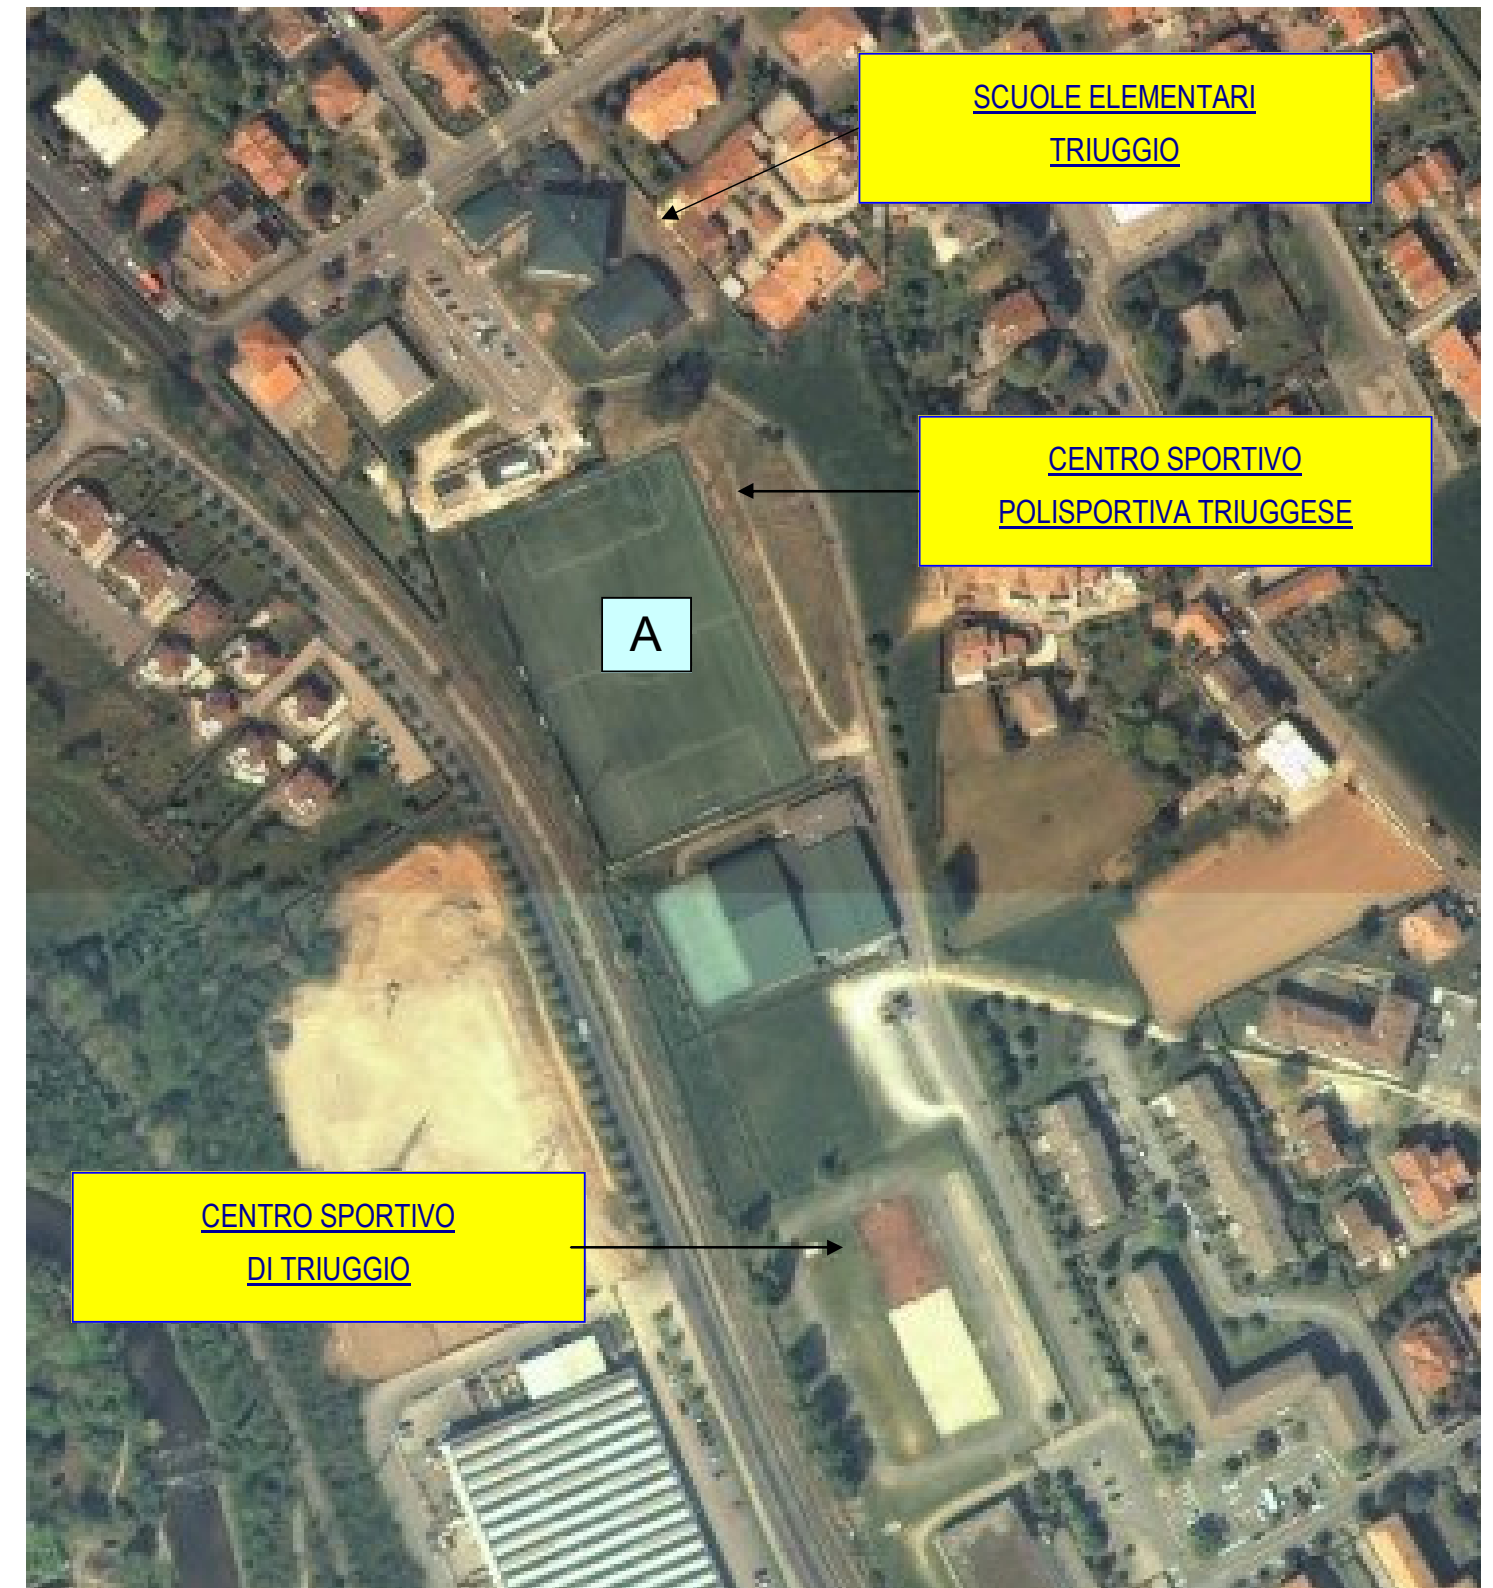 SCUOLE ELEMENTARI
TRIUGGIO
CENTRO SPORTIVO
POLISPORTIVA TRIUGGESE
A
CENTRO SPORTIVO
DI TRIUGGIO